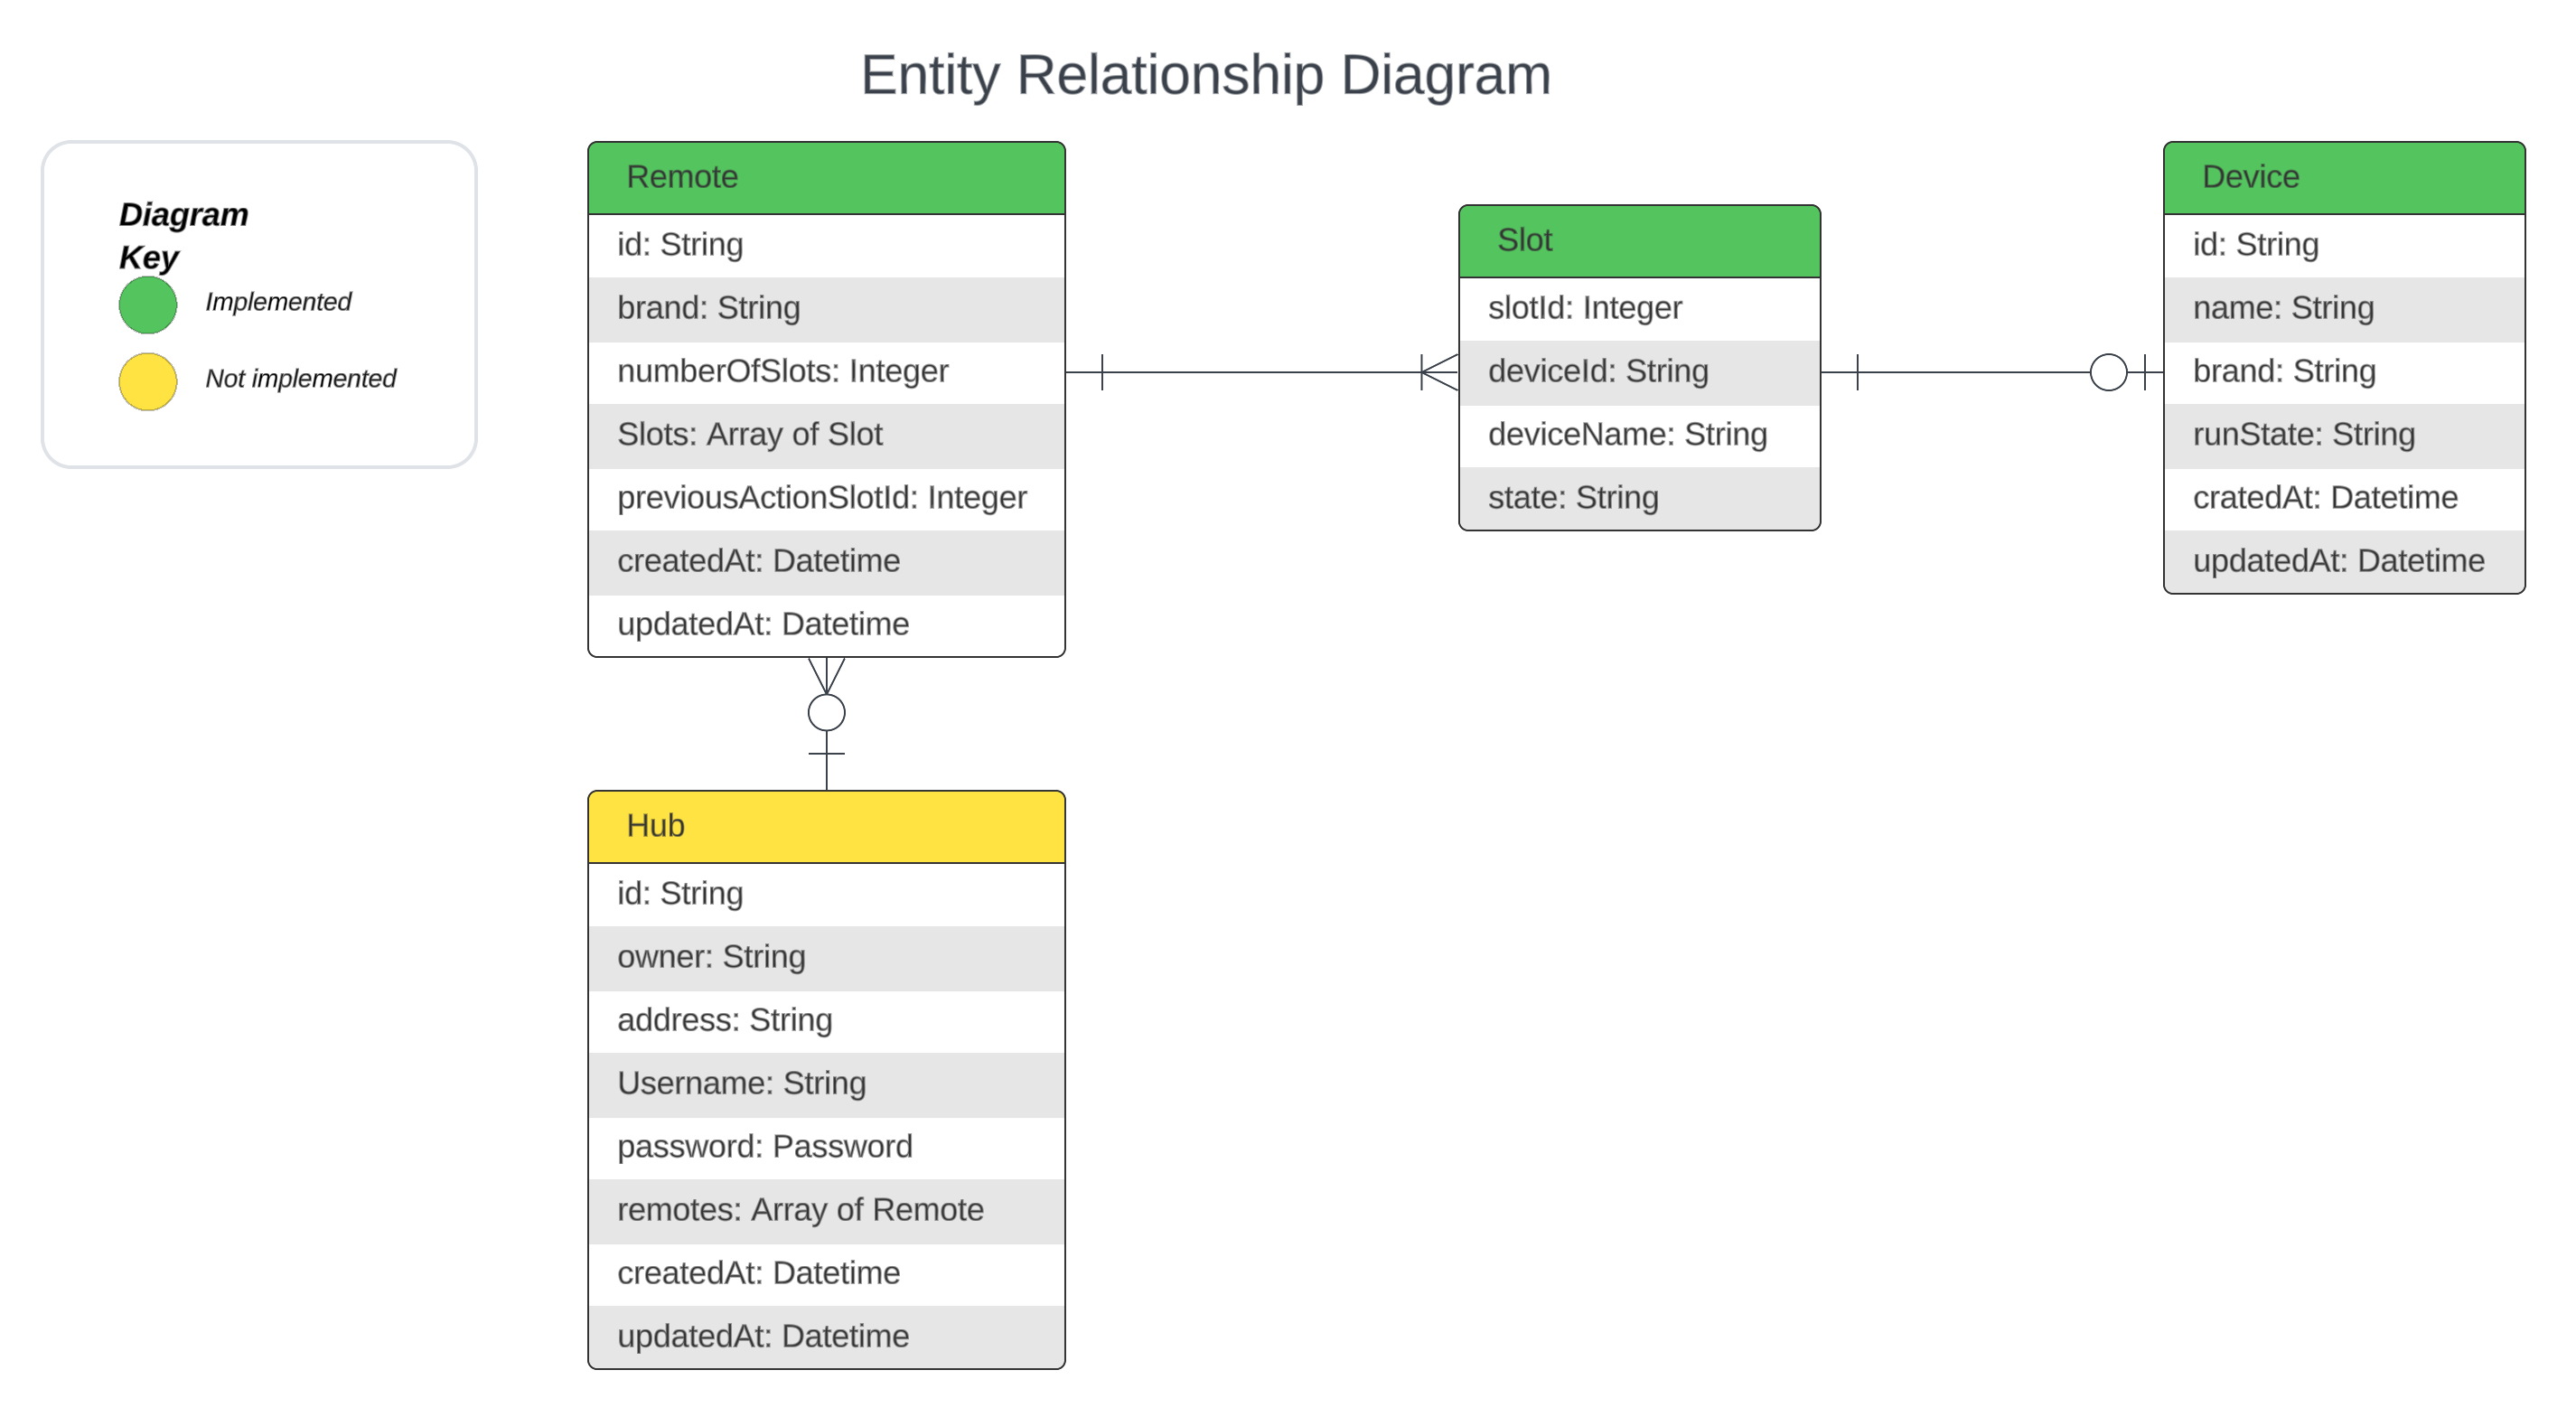 Entity Relationship Diagram
Diagram
Key
Implemented
Not implemented
Remote
id: String
brand: String
numberOfSlots: Integer
Slots: Array of Slot
previousActionSlotId: Integer
createdAt: Datetime
updatedAt: Datetime
Slot
slotId: Integer
deviceId: String
deviceName: String
state: String
Device
id: String
name: String
brand: String
runState: String
cratedAt: Datetime
updatedAt: Datetime
Hub
id: String
owner: String
address: String
Username: String
password: Password
remotes: Array of Remote
createdAt: Datetime
updatedAt: Datetime